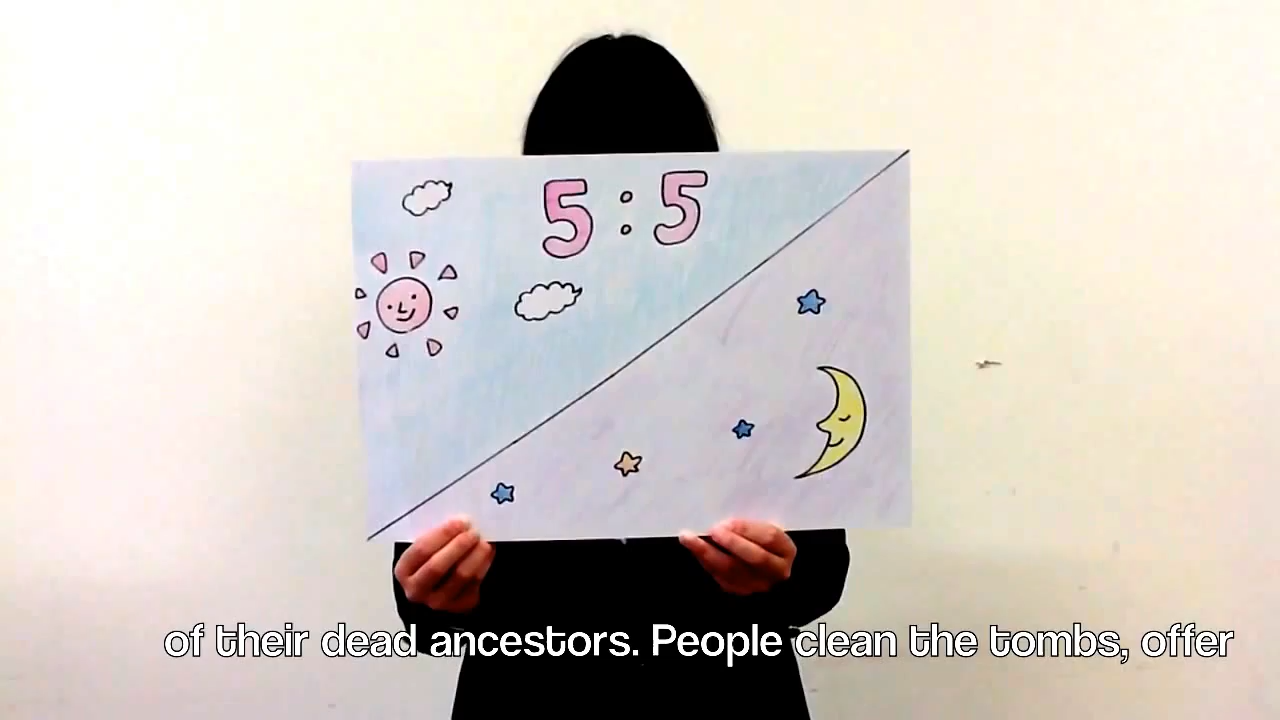 5:5
of their dead ancestors. People clean the tombs, offer